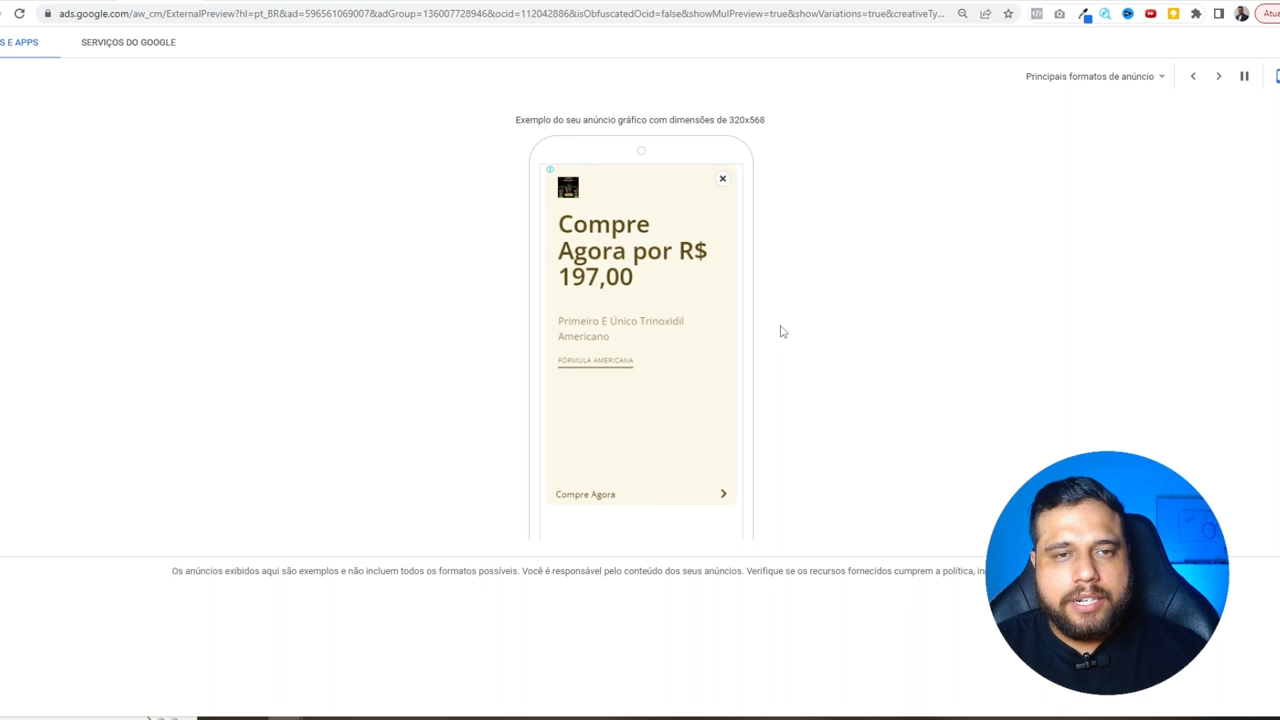 ads.google.com/aw_cm/ExternalPreview?hl=pt_BR&ad=596561069007&adGroup=136007728946&ocid=112042886&isObfuscatedOcid=false&showMulPreview=true&showVariations=true&creativeTy...
Atua
S E APPS
SERVIÇOS DO GOOGLE
Principais formatos de anúncio
Exemplo do seu anúncio gráfico com dimensões de 320x568
Compre
Agora por R$
197,00
Primeiro E Único Trinoxidil
Americano
FÓRMULA AMERICANA
Compre Agora
Os anúncios exibidos aqui são exemplos e não incluem todos os formatos possíveis. Você é responsável pelo conteúdo dos seus anúncios. Verifique se os recursos fornecidos cumprem a política, in